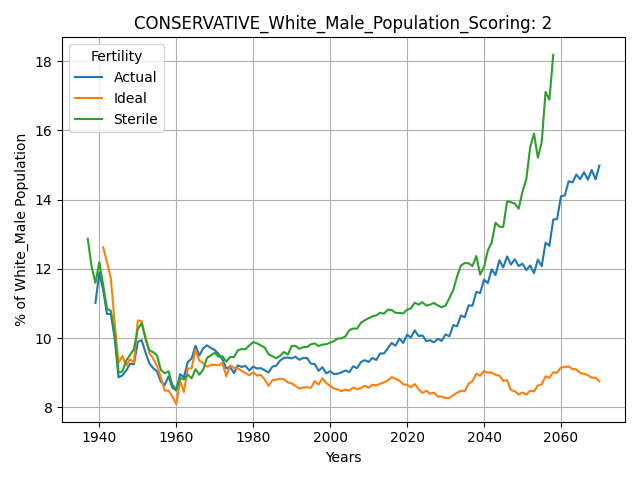 CONSERVATIVE_White_Male_Population_Scoring: 2
Fertility
Actual
Ideal
Sterile
% of White_Male Population
18
16
14
12
10
8
1940 1960 1980 2000 2020 2040 2060
Years